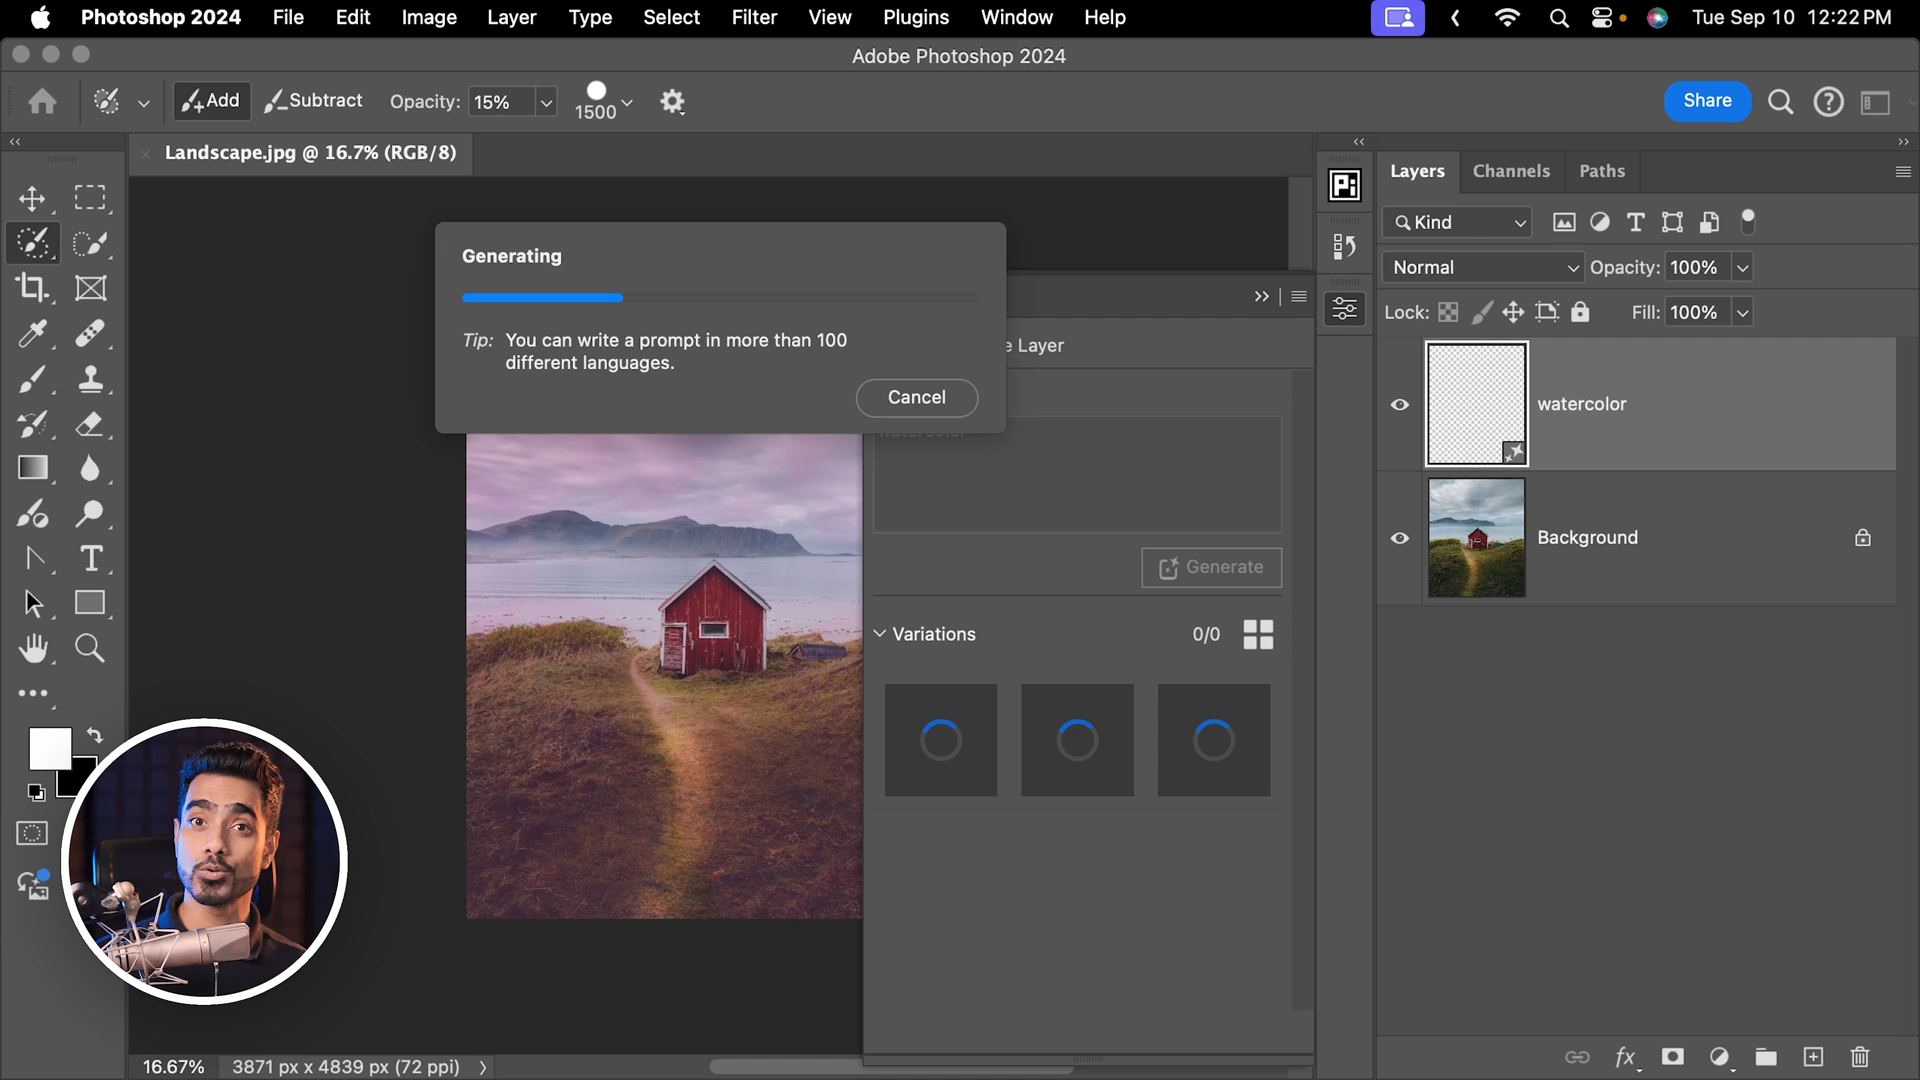 Photoshop 2024 File Edit Image Layer Type Select Filter View Plugins Window Help Tue Sep 10 12:22 PM
Adobe Photoshop 2024
Add Subtract Opacity: 15% 1500 Share
Landscape.jpg @ 16.7% (RGB/8)
Generating
Tip: You can write a prompt in more than 100
different languages.
Cancel
e Layer
watercolor
Generate
Variations 0/0
Pi
Layers Channels Paths
Kind
Normal Opacity: 100%
Lock: Fill: 100%
watercolor
Background
fx
16.67% 3871 px x 4839 px (72 ppi)